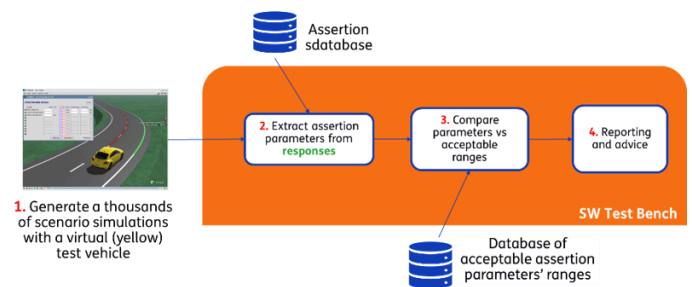 Assertion
sdatabase
2. Extract assertion
parameters from
responses
3. Compare
parameters vs
acceptable
ranges
4. Reporting
and advice
1. Generate a thousands
of scenario simulations
with a virtual (yellow)
test vehicle
SW Test Bench
Database of
acceptable assertion
parameters' ranges